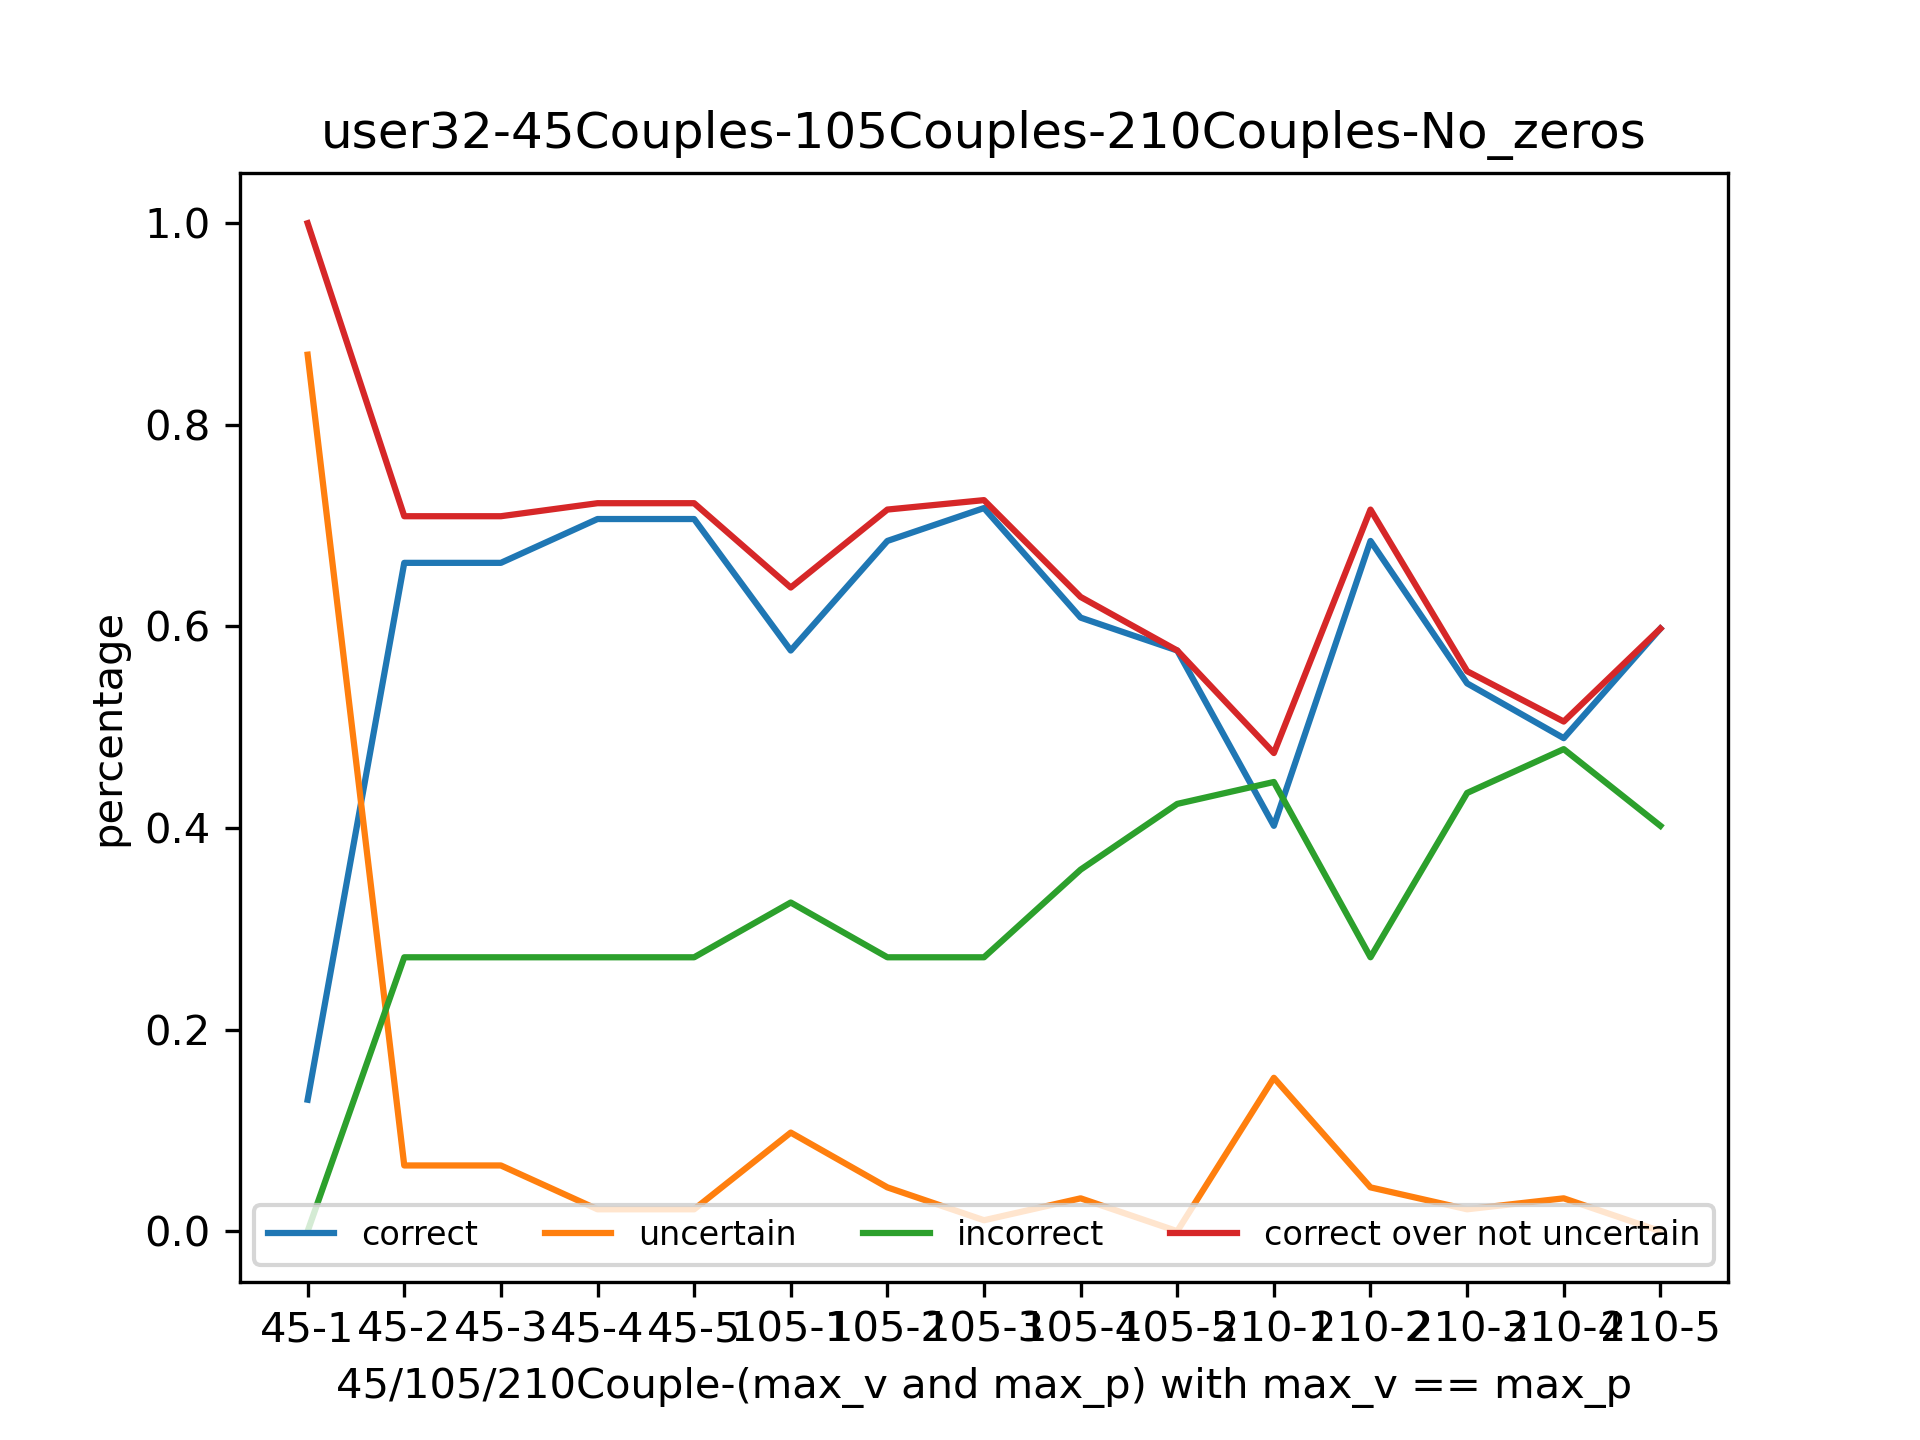 user32-45Couples-105Couples-210Couples-No_zeros
percentage
1.0
0.8
0.6
0.4
0.2
0.0
correct uncertain incorrect correct over not uncertain
45-1 45-2 45-3 45-4 45-5 105-1 105-2 105-3 105-4 105-5 210-1 210-2 210-3 210-4 210-5
45/105/210Couple-(max_v and max_p) with max_v == max_p